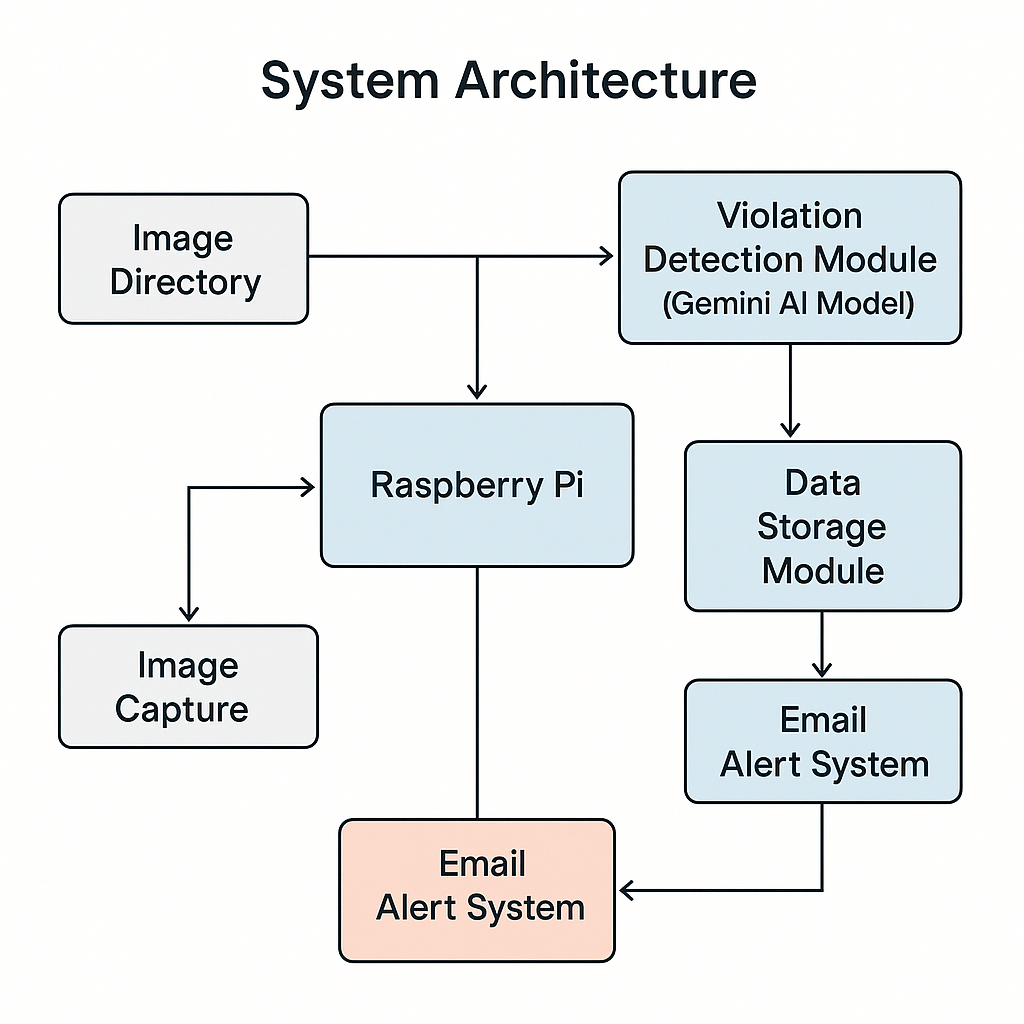 System Architecture
Image
Directory
Violation
Detection Module
(Gemini AI Model)
Raspberry Pi
Data
Storage
Module
Image
Capture
Email
Alert System
Email
Alert System